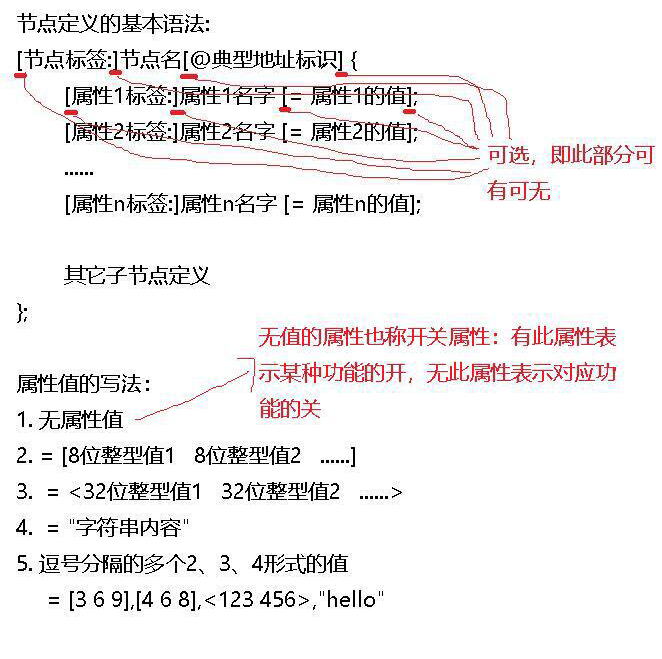 节点定义的基本语法:
[节点标签:]节点名[@典型地址标识] {
[属性1标签:]属性1名字 [= 属性1的值];
[属性2标签:]属性2名字 [= 属性2的值];
......
[属性n标签:]属性n名字 [= 属性n的值];
可选，即此部分可
有可无
其它子节点定义
};
无值的属性也称开关属性：有此属性表
示某种功能的开，无此属性表示对应功
能的关
属性值的写法：
1. 无属性值
2. = [8位整型值1 8位整型值2 ......]
3. = <32位整型值1 32位整型值2 ......>
4. = "字符串内容"
5. 逗号分隔的多个2、3、4形式的值
= [3 6 9],[4 6 8],<123 456>,"hello"